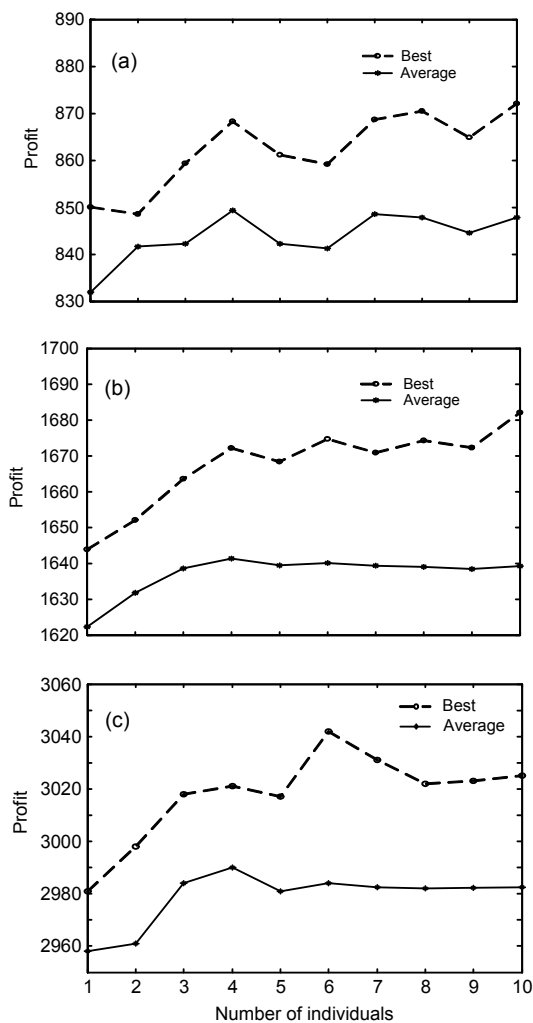 890
880
870
860
850
840
830
Profit
(a)
Best
Average
1700
1690
1680
1670
1660
1650
1640
1630
1620
Profit
(b)
Best
Average
3060
3040
3020
3000
2980
2960
Profit
(c)
Best
Average
1 2 3 4 5 6 7 8 9 10
Number of individuals